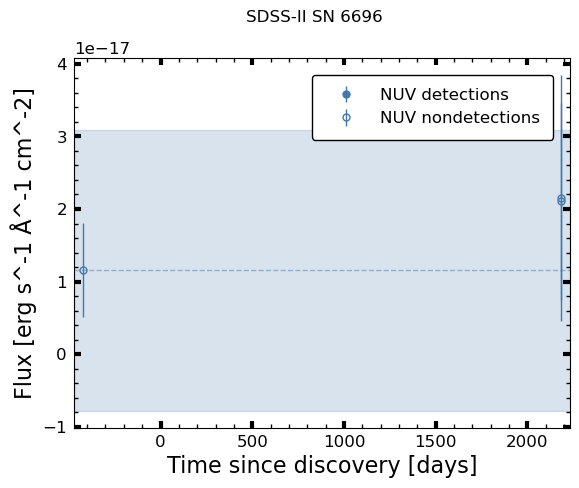 SDSS-II SN 6696
1e−17
NUV detections
NUV nondetections
4
3
2
1
0
−1
Flux [erg s^-1 Å^-1 cm^-2]
0 500 1000 1500 2000
Time since discovery [days]